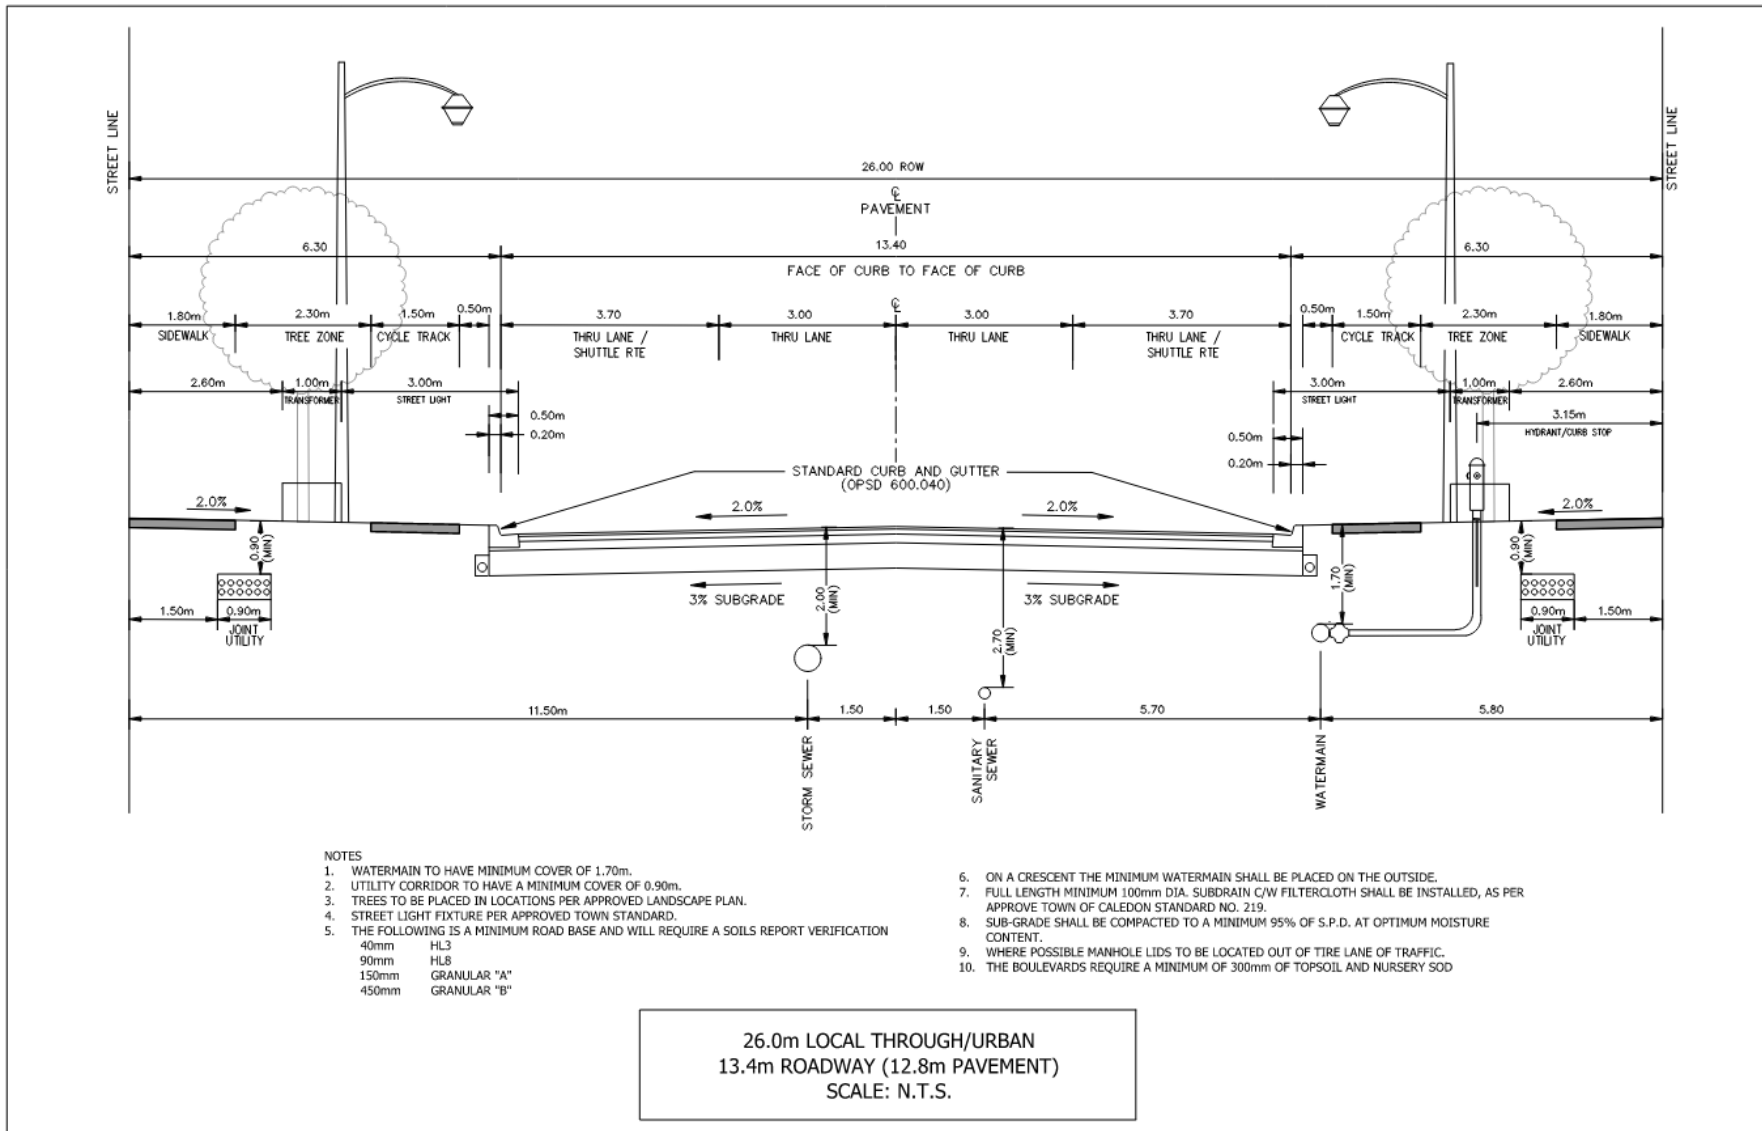 STREET LINE
STREET LINE
26.00 ROW
℄
PAVEMENT
6.30
13.40
6.30
FACE OF CURB TO FACE OF CURB
℄
1.80m
2.30m
1.50m
0.50m
3.70
3.00
3.00
3.70
0.50m
1.50m
2.30m
1.80m
SIDEWALK
TREE ZONE
CYCLE TRACK
THRU LANE /
SHUTTLE RTE
THRU LANE
THRU LANE
THRU LANE /
SHUTTLE RTE
CYCLE TRACK
TREE ZONE
SIDEWALK
2.60m
1.00m
3.00m
3.00m
1.00m
2.60m
TRANSFORMER
STREET LIGHT
STREET LIGHT
TRANSFORMER
0.50m
0.20m
3.15m
HYDRANT/CURB STOP
0.50m
0.20m
STANDARD CURB AND GUTTER
(OPSD 600.040)
2.0%
2.0%
2.0%
2.0%
0.90
(MIN)
3% SUBGRADE
2.00
(MIN)
3% SUBGRADE
2.70
(MIN)
1.70
(MIN)
0.90
(MIN)
1.50m
0.90m
JOINT
UTILITY
0.90m
1.50m
JOINT
UTILITY
11.50m
1.50
1.50
5.70
5.80
STORM SEWER
SANITARY
SEWER
WATERMAIN
NOTES
1. WATERMAIN TO HAVE MINIMUM COVER OF 1.70m.
2. UTILITY CORRIDOR TO HAVE A MINIMUM COVER OF 0.90m.
3. TREES TO BE PLACED IN LOCATIONS PER APPROVED LANDSCAPE PLAN.
4. STREET LIGHT FIXTURE PER APPROVED TOWN STANDARD.
5. THE FOLLOWING IS A MINIMUM ROAD BASE AND WILL REQUIRE A SOILS REPORT VERIFICATION
40mm HL3
90mm HL8
150mm GRANULAR "A"
450mm GRANULAR "B"
6. ON A CRESCENT THE MINIMUM WATERMAIN SHALL BE PLACED ON THE OUTSIDE.
7. FULL LENGTH MINIMUM 100mm DIA. SUBDRAIN C/W FILTERCLOTH SHALL BE INSTALLED, AS PER
APPROVE TOWN OF CALEDON STANDARD NO. 219.
8. SUB-GRADE SHALL BE COMPACTED TO A MINIMUM 95% OF S.P.D. AT OPTIMUM MOISTURE
CONTENT.
9. WHERE POSSIBLE MANHOLE LIDS TO BE LOCATED OUT OF TIRE LANE OF TRAFFIC.
10. THE BOULEVARDS REQUIRE A MINIMUM OF 300mm OF TOPSOIL AND NURSERY SOD
26.0m LOCAL THROUGH/URBAN
13.4m ROADWAY (12.8m PAVEMENT)
SCALE: N.T.S.